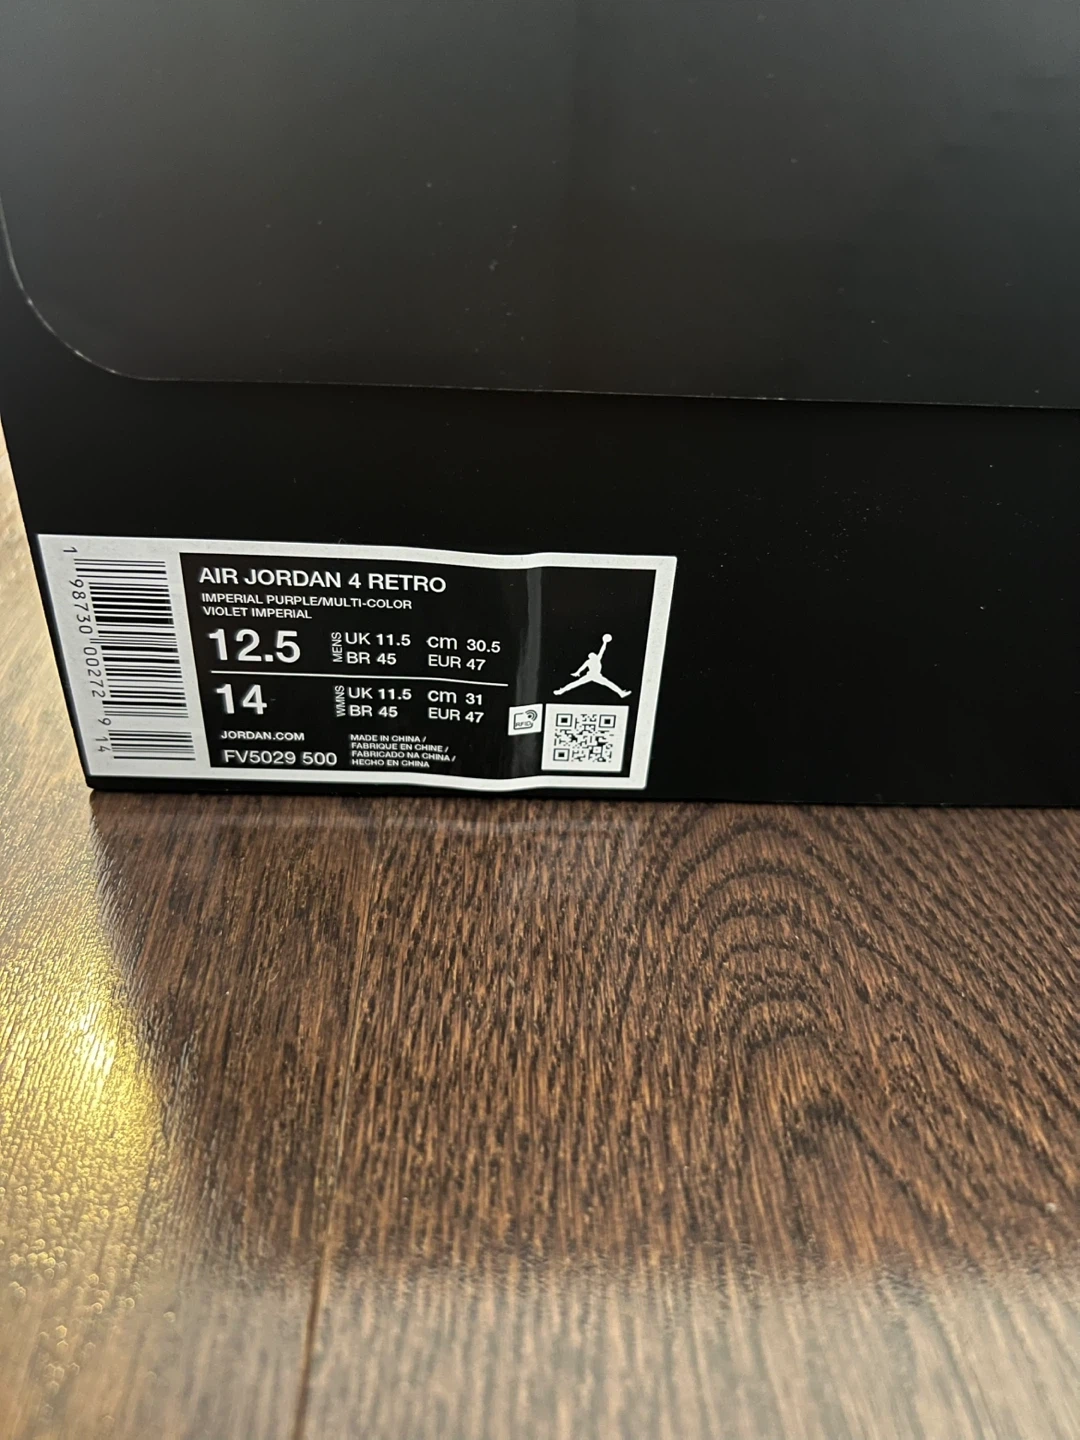 1 98730 00272 9 14
AIR JORDAN 4 RETRO
IMPERIAL PURPLE/MULTI-COLOR
VIOLET IMPERIAL
12.5 MENS UK 11.5 cm 30.5
BR 45 EUR 47
14 WMNS UK 11.5 cm 31
BR 45 EUR 47
JORDAN.COM
FV5029 500
MADE IN CHINA /
FABRIQUE EN CHINE /
FABRICADO NA CHINA /
HECHO EN CHINA
RFID